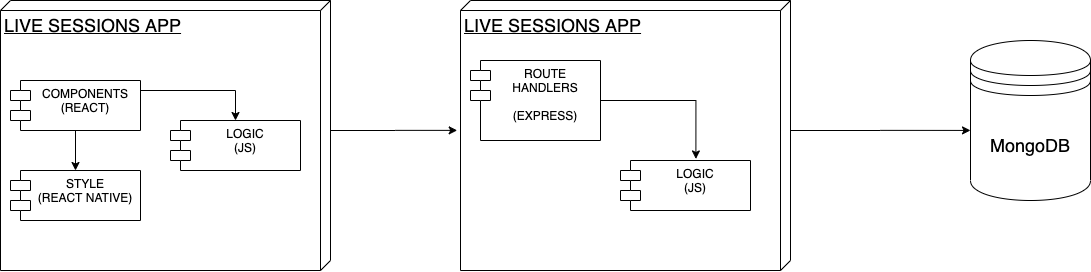 LIVE SESSIONS APP
COMPONENTS
(REACT)
LOGIC
(JS)
STYLE
(REACT NATIVE)
LIVE SESSIONS APP
ROUTE
HANDLERS
(EXPRESS)
LOGIC
(JS)
MongoDB